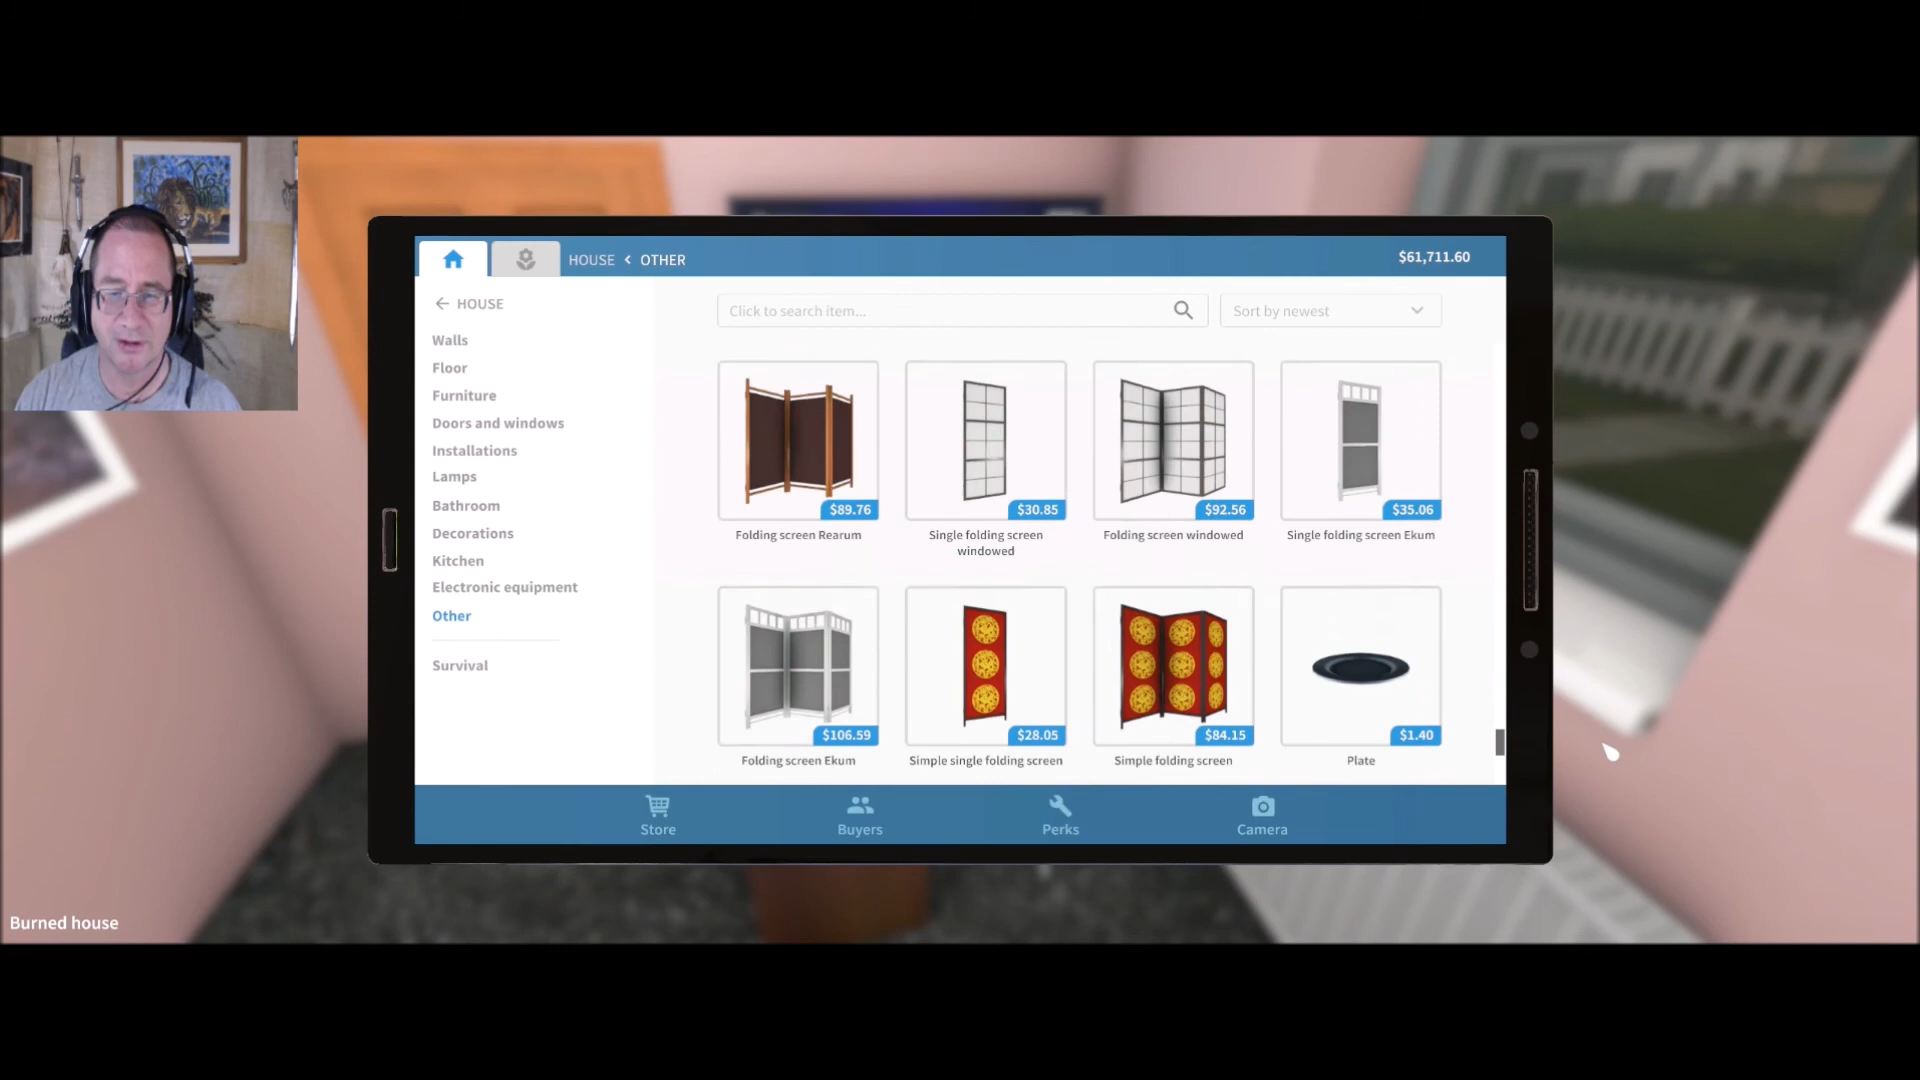 HOUSE < OTHER
$61,711.60
HOUSE
Click to search item...
Sort by newest
Walls
Floor
Furniture
Doors and windows
Installations
Lamps
Bathroom
Decorations
Kitchen
Electronic equipment
Other
Survival
$89.76
$30.85
$92.56
$35.06
Folding screen Rearum
Single folding screen
windowed
Folding screen windowed
Single folding screen Ekum
$106.59
$28.05
$84.15
$1.40
Folding screen Ekum
Simple single folding screen
Simple folding screen
Plate
Store
Buyers
Perks
Camera
Burned house